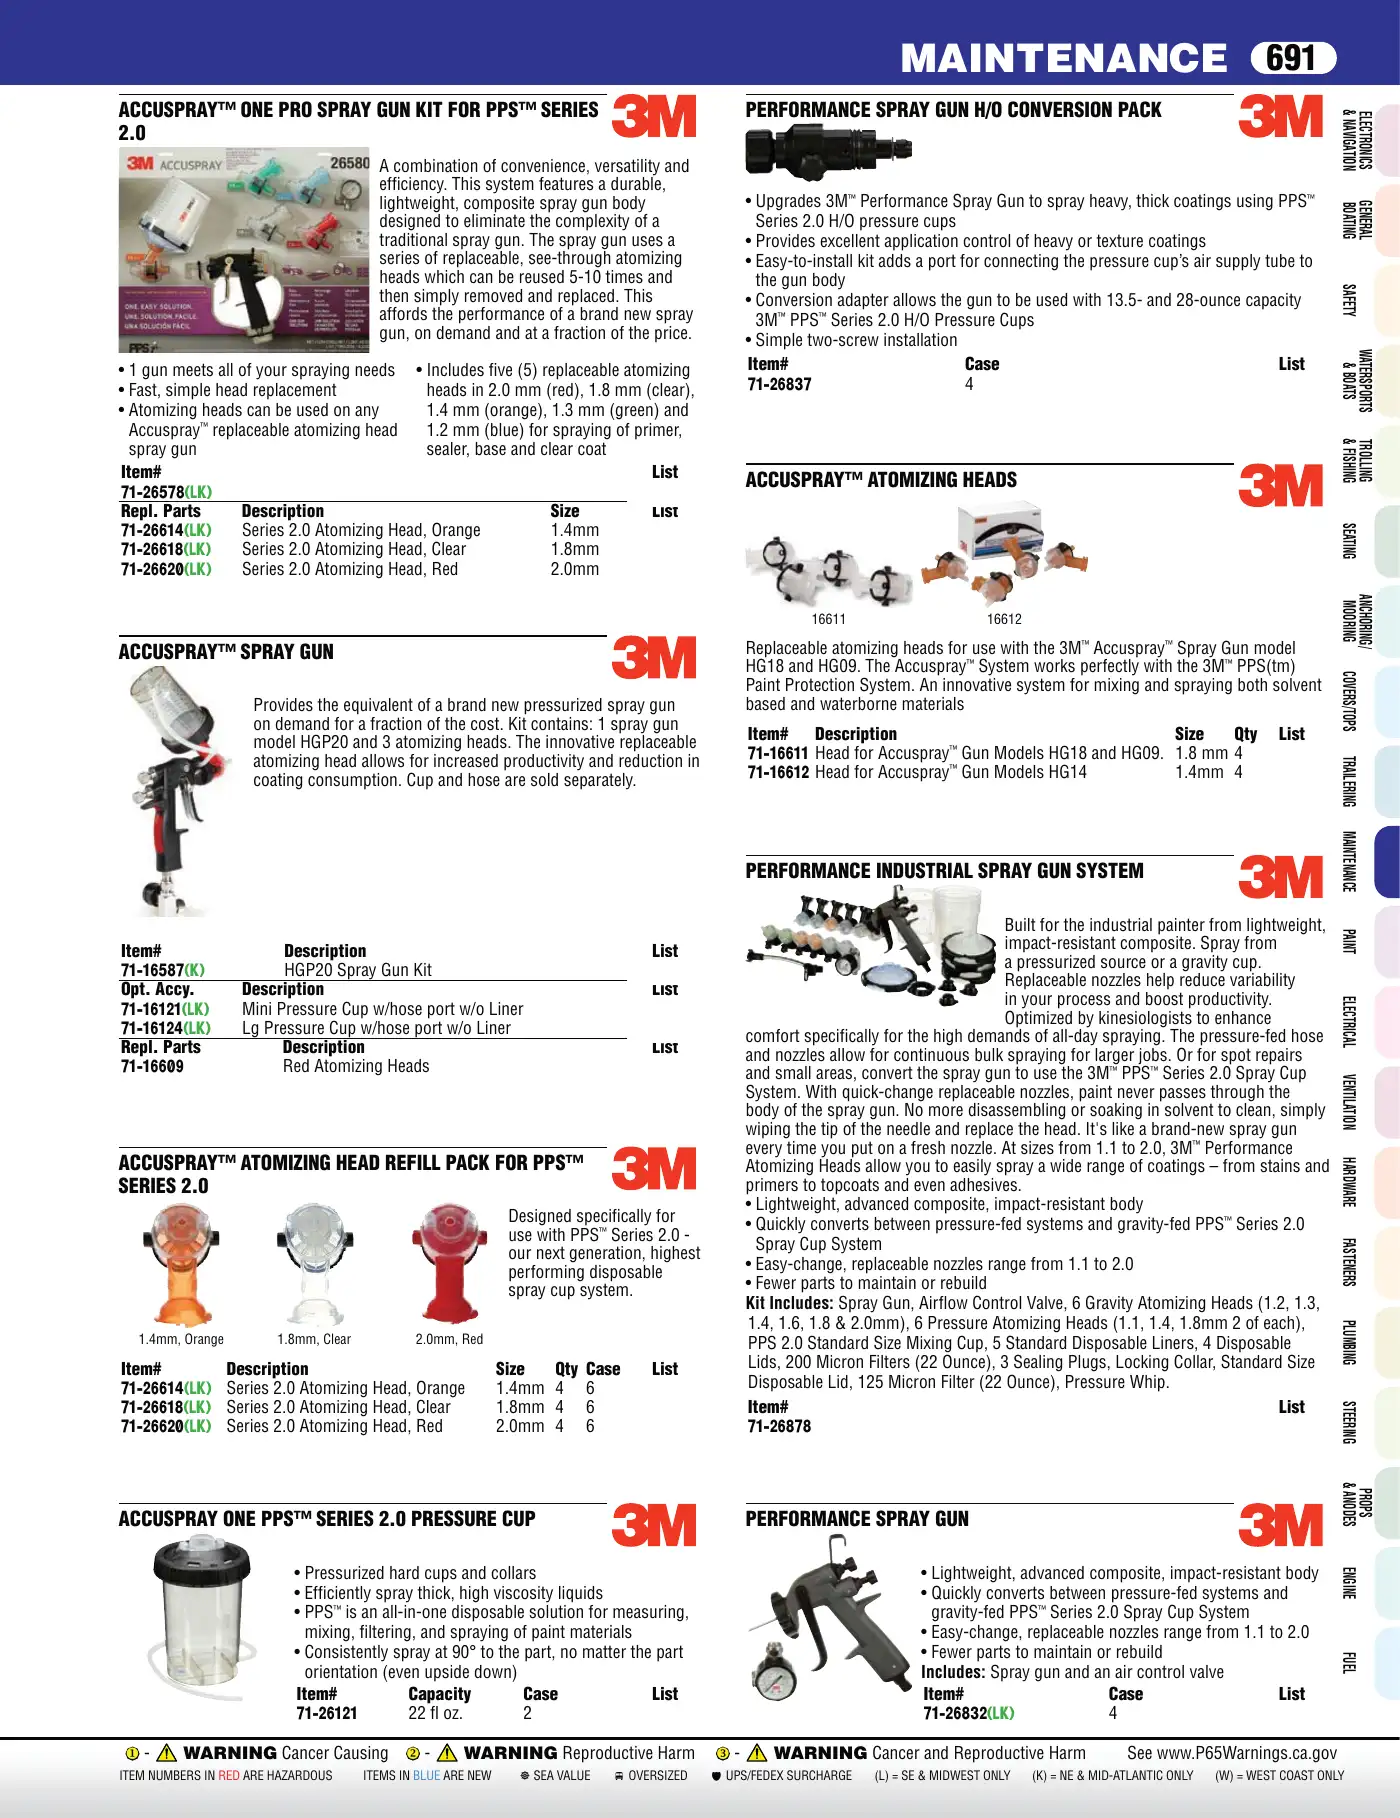 MAINTENANCE 691
ACCUSPRAY™ ONE PRO SPRAY GUN KIT FOR PPS™ SERIES
2.0
3M
3M ACCUSPRAY 26580
ONE. EASY. SOLUTION.
UNE. SOLUTION. FACILE.
UNA SOLUCIÓN FÁCIL
PPS
A combination of convenience, versatility and
efficiency. This system features a durable,
lightweight, composite spray gun body
designed to eliminate the complexity of a
traditional spray gun. The spray gun uses a
series of replaceable, see-through atomizing
heads which can be reused 5-10 times and
then simply removed and replaced. This
affords the performance of a brand new spray
gun, on demand and at a fraction of the price.
• 1 gun meets all of your spraying needs
• Fast, simple head replacement
• Atomizing heads can be used on any
Accuspray™ replaceable atomizing head
spray gun
• Includes five (5) replaceable atomizing
heads in 2.0 mm (red), 1.8 mm (clear),
1.4 mm (orange), 1.3 mm (green) and
1.2 mm (blue) for spraying of primer,
sealer, base and clear coat
Item# List
71-26578(LK)
Repl. Parts Description Size List
71-26614(LK) Series 2.0 Atomizing Head, Orange 1.4mm
71-26618(LK) Series 2.0 Atomizing Head, Clear 1.8mm
71-26620(LK) Series 2.0 Atomizing Head, Red 2.0mm
ACCUSPRAY™ SPRAY GUN
3M
Provides the equivalent of a brand new pressurized spray gun
on demand for a fraction of the cost. Kit contains: 1 spray gun
model HGP20 and 3 atomizing heads. The innovative replaceable
atomizing head allows for increased productivity and reduction in
coating consumption. Cup and hose are sold separately.
Item# Description List
71-16587(K) HGP20 Spray Gun Kit
Opt. Accy. Description List
71-16121(LK) Mini Pressure Cup w/hose port w/o Liner
71-16124(LK) Lg Pressure Cup w/hose port w/o Liner
Repl. Parts Description List
71-16609 Red Atomizing Heads
ACCUSPRAY™ ATOMIZING HEAD REFILL PACK FOR PPS™
SERIES 2.0
3M
Designed specifically for
use with PPS™ Series 2.0 -
our next generation, highest
performing disposable
spray cup system.
1.4mm, Orange 1.8mm, Clear 2.0mm, Red
Item# Description Size Qty Case List
71-26614(LK) Series 2.0 Atomizing Head, Orange 1.4mm 4 6
71-26618(LK) Series 2.0 Atomizing Head, Clear 1.8mm 4 6
71-26620(LK) Series 2.0 Atomizing Head, Red 2.0mm 4 6
ACCUSPRAY ONE PPS™ SERIES 2.0 PRESSURE CUP
3M
• Pressurized hard cups and collars
• Efficiently spray thick, high viscosity liquids
• PPS™ is an all-in-one disposable solution for measuring,
mixing, filtering, and spraying of paint materials
• Consistently spray at 90° to the part, no matter the part
orientation (even upside down)
Item# Capacity Case List
71-26121 22 fl oz. 2
PERFORMANCE SPRAY GUN H/O CONVERSION PACK
3M
• Upgrades 3M™ Performance Spray Gun to spray heavy, thick coatings using PPS™
Series 2.0 H/O pressure cups
• Provides excellent application control of heavy or texture coatings
• Easy-to-install kit adds a port for connecting the pressure cup's air supply tube to
the gun body
• Conversion adapter allows the gun to be used with 13.5- and 28-ounce capacity
3M™ PPS™ Series 2.0 H/O Pressure Cups
• Simple two-screw installation
Item# Case List
71-26837 4
ACCUSPRAY™ ATOMIZING HEADS
3M
16611 16612
Replaceable atomizing heads for use with the 3M™ Accuspray™ Spray Gun model
HG18 and HG09. The Accuspray™ System works perfectly with the 3M™ PPS(tm)
Paint Protection System. An innovative system for mixing and spraying both solvent
based and waterborne materials
Item# Description Size Qty List
71-16611 Head for Accuspray™ Gun Models HG18 and HG09. 1.8 mm 4
71-16612 Head for Accuspray™ Gun Models HG14 1.4mm 4
PERFORMANCE INDUSTRIAL SPRAY GUN SYSTEM
3M
Built for the industrial painter from lightweight,
impact-resistant composite. Spray from
a pressurized source or a gravity cup.
Replaceable nozzles help reduce variability
in your process and boost productivity.
Optimized by kinesiologists to enhance
comfort specifically for the high demands of all-day spraying. The pressure-fed hose
and nozzles allow for continuous bulk spraying for larger jobs. Or for spot repairs
and small areas, convert the spray gun to use the 3M™ PPS™ Series 2.0 Spray Cup
System. With quick-change replaceable nozzles, paint never passes through the
body of the spray gun. No more disassembling or soaking in solvent to clean, simply
wiping the tip of the needle and replace the head. It's like a brand-new spray gun
every time you put on a fresh nozzle. At sizes from 1.1 to 2.0, 3M™ Performance
Atomizing Heads allow you to easily spray a wide range of coatings – from stains and
primers to topcoats and even adhesives.
• Lightweight, advanced composite, impact-resistant body
• Quickly converts between pressure-fed systems and gravity-fed PPS™ Series 2.0
Spray Cup System
• Easy-change, replaceable nozzles range from 1.1 to 2.0
• Fewer parts to maintain or rebuild
Kit Includes: Spray Gun, Airflow Control Valve, 6 Gravity Atomizing Heads (1.2, 1.3,
1.4, 1.6, 1.8 & 2.0mm), 6 Pressure Atomizing Heads (1.1, 1.4, 1.8mm 2 of each),
PPS 2.0 Standard Size Mixing Cup, 5 Standard Disposable Liners, 4 Disposable
Lids, 200 Micron Filters (22 Ounce), 3 Sealing Plugs, Locking Collar, Standard Size
Disposable Lid, 125 Micron Filter (22 Ounce), Pressure Whip.
Item# List
71-26878
PERFORMANCE SPRAY GUN
3M
• Lightweight, advanced composite, impact-resistant body
• Quickly converts between pressure-fed systems and
gravity-fed PPS™ Series 2.0 Spray Cup System
• Easy-change, replaceable nozzles range from 1.1 to 2.0
• Fewer parts to maintain or rebuild
Includes: Spray gun and an air control valve
Item# Case List
71-26832(LK) 4
ELECTRONICS
& NAVIGATION
GENERAL
BOATING
SAFETY
WATERSPORTS
& BOATS
TROLLING
& FISHING
SEATING
ANCHORING/
MOORING
COVERS/TOPS
TRAILERING
MAINTENANCE
PAINT
ELECTRICAL
VENTILATION
HARDWARE
FASTENERS
PLUMBING
STEERING
PROPS
& ANODES
ENGINE
FUEL
1 - WARNING Cancer Causing 2 - WARNING Reproductive Harm 3 - WARNING Cancer and Reproductive Harm See www.P65Warnings.ca.gov
ITEM NUMBERS IN RED ARE HAZARDOUS ITEMS IN BLUE ARE NEW SEA VALUE OVERSIZED UPS/FEDEX SURCHARGE (L) = SE & MIDWEST ONLY (K) = NE & MID-ATLANTIC ONLY (W) = WEST COAST ONLY